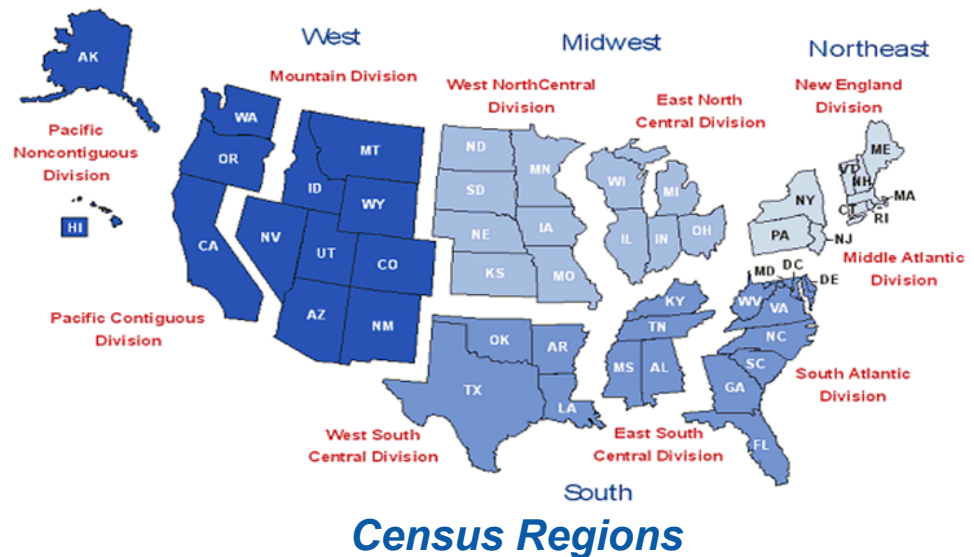 West
Midwest
Northeast
Mountain Division
West NorthCentral
Division
East North
Central Division
New England
Division
Pacific
Noncontiguous
Division
Pacific Contiguous
Division
Middle Atlantic
Division
South Atlantic
Division
West South
Central Division
East South
Central Division
South
AK
HI
WA
OR
CA
MT
ID
WY
NV
UT
CO
AZ
NM
ND
MN
SD
IA
NE
KS
MO
WI
MI
IL
IN
OH
ME
VT
NH
MA
NY
CT
RI
PA
NJ
OK
AR
TX
LA
KY
TN
MS
AL
MD
DC
DE
WV
VA
NC
SC
GA
FL
Census Regions